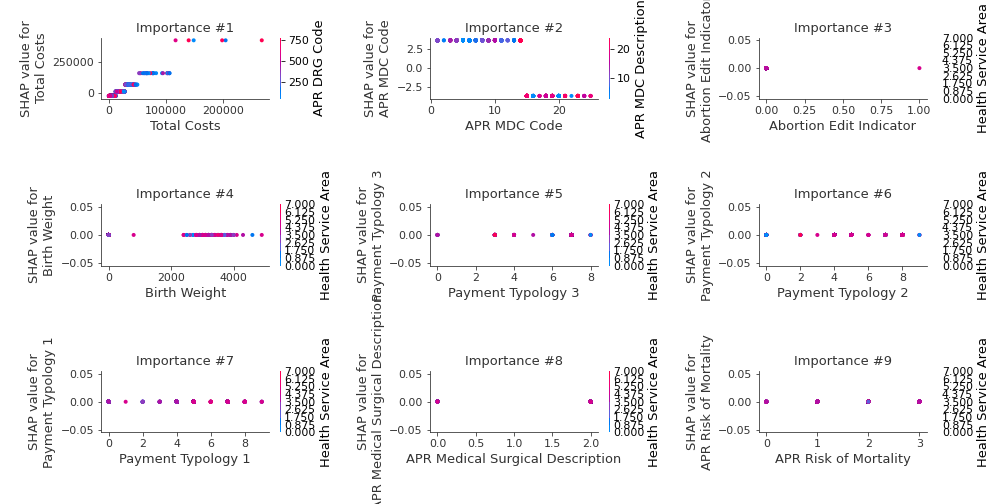 Importance #1
SHAP value for
Total Costs
250000
0
0
1000000
2000000
Total Costs
750
500
250
APR DRG Code
Importance #2
SHAP value for
APR MDC Code
2.5
0.0
−2.5
0
10
20
APR MDC Code
20
10
APR MDC Description
Importance #3
SHAP value for
Abortion Edit Indicator
0.05
0.00
−0.05
0.00
0.25
0.50
0.75
1.00
Abortion Edit Indicator
7.000
6.125
5.250
4.375
3.500
2.625
1.750
0.875
0.000
Health Service Area
Importance #4
SHAP value for
Birth Weight
0.05
0.00
−0.05
0
2000
4000
Birth Weight
7.000
6.125
5.250
4.375
3.500
2.625
1.750
0.875
0.000
Health Service Area
Importance #5
SHAP value for
Payment Typology 3
0.05
0.00
−0.05
0
2
4
6
8
Payment Typology 3
7.000
6.125
5.250
4.375
3.500
2.625
1.750
0.875
0.000
Health Service Area
Importance #6
SHAP value for
Payment Typology 2
0.05
0.00
−0.05
0
2
4
6
8
Payment Typology 2
7.000
6.125
5.250
4.375
3.500
2.625
1.750
0.875
0.000
Health Service Area
Importance #7
SHAP value for
Payment Typology 1
0.05
0.00
−0.05
0
2
4
6
8
Payment Typology 1
7.000
6.125
5.250
4.375
3.500
2.625
1.750
0.875
0.000
Health Service Area
Importance #8
SHAP value for
APR Medical Surgical Description
0.05
0.00
−0.05
0.0
0.5
1.0
1.5
2.0
APR Medical Surgical Description
7.000
6.125
5.250
4.375
3.500
2.625
1.750
0.875
0.000
Health Service Area
Importance #9
SHAP value for
APR Risk of Mortality
0.05
0.00
−0.05
0
1
2
3
APR Risk of Mortality
7.000
6.125
5.250
4.375
3.500
2.625
1.750
0.875
0.000
Health Service Area